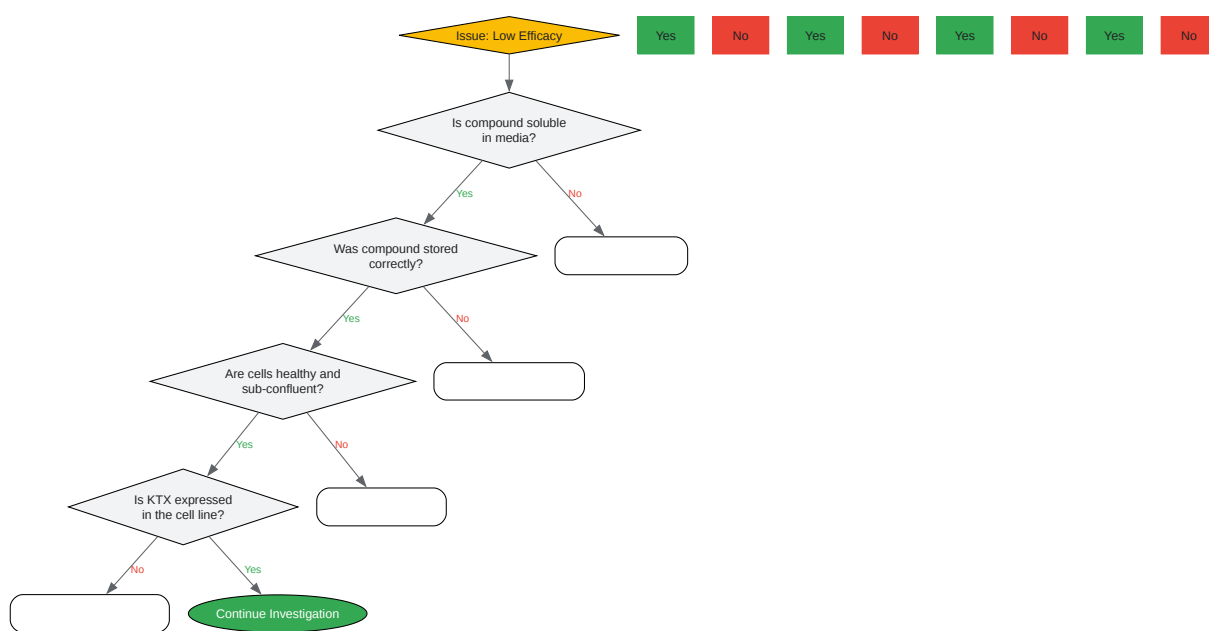 Issue: Low Efficacy
Yes
No
Yes
No
Yes
No
Yes
No
Is compound soluble
in media?
Yes
No
Was compound stored
correctly?
Yes
No
Are cells healthy and
sub-confluent?
Yes
No
Is KTX expressed
in the cell line?
No
Yes
Continue Investigation